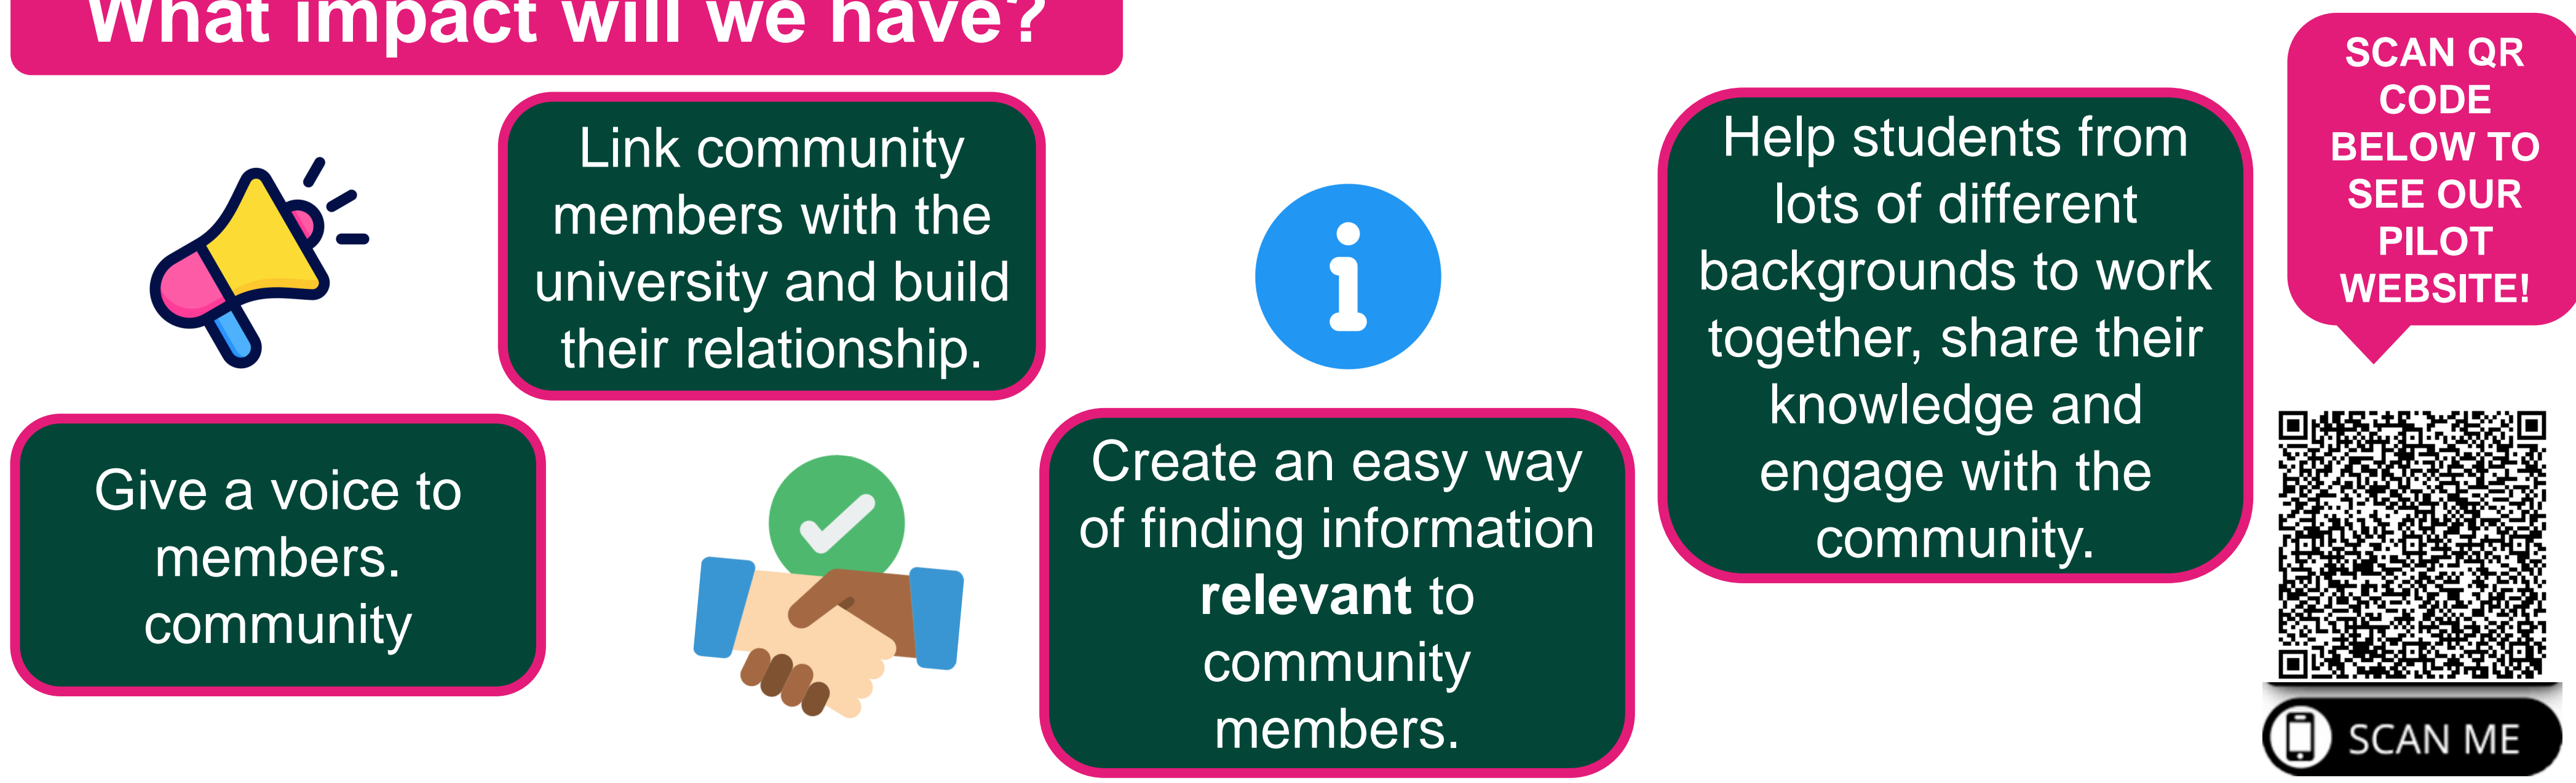 What impact will we have?
Link community
members with the
university and build
their relationship.
Give a voice to
members.
community
Create an easy way
of finding information
relevant to
community
members.
Help students from
lots of different
backgrounds to work
together, share their
knowledge and
engage with the
community.
SCAN QR
CODE
BELOW TO
SEE OUR
PILOT
WEBSITE!
SCAN ME